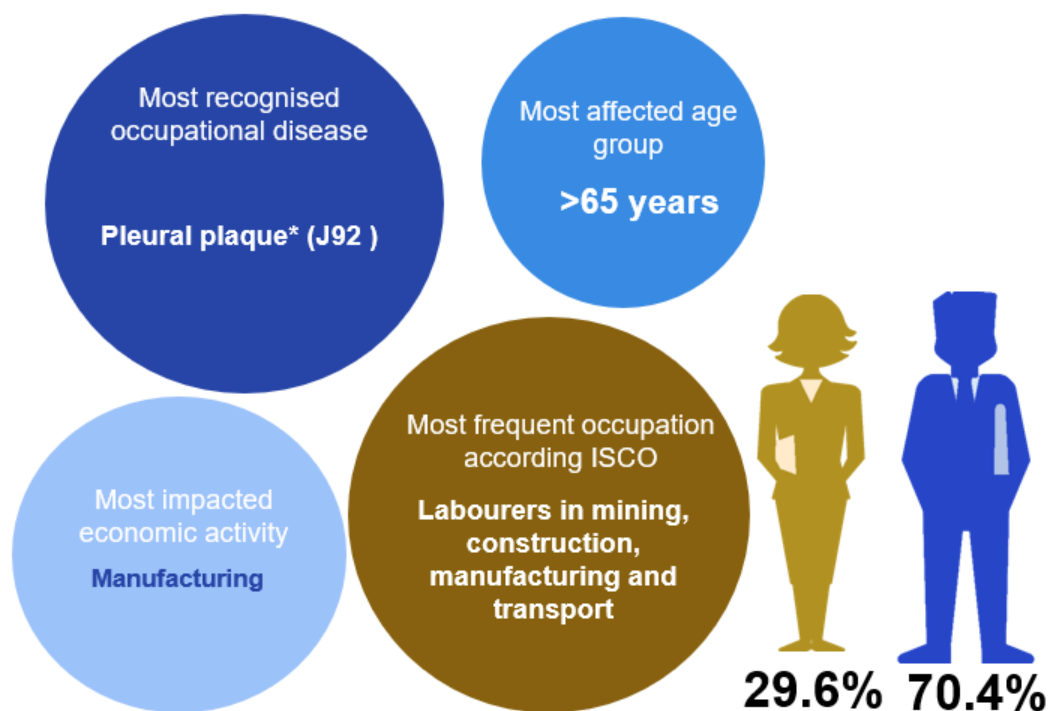 Most recognised
occupational disease
Pleural plaque* (J92 )
Most affected age
group
>65 years
Most impacted
economic activity
Manufacturing
Most frequent occupation
according ISCO
Labourers in mining,
construction,
manufacturing and
transport
29.6%
70.4%